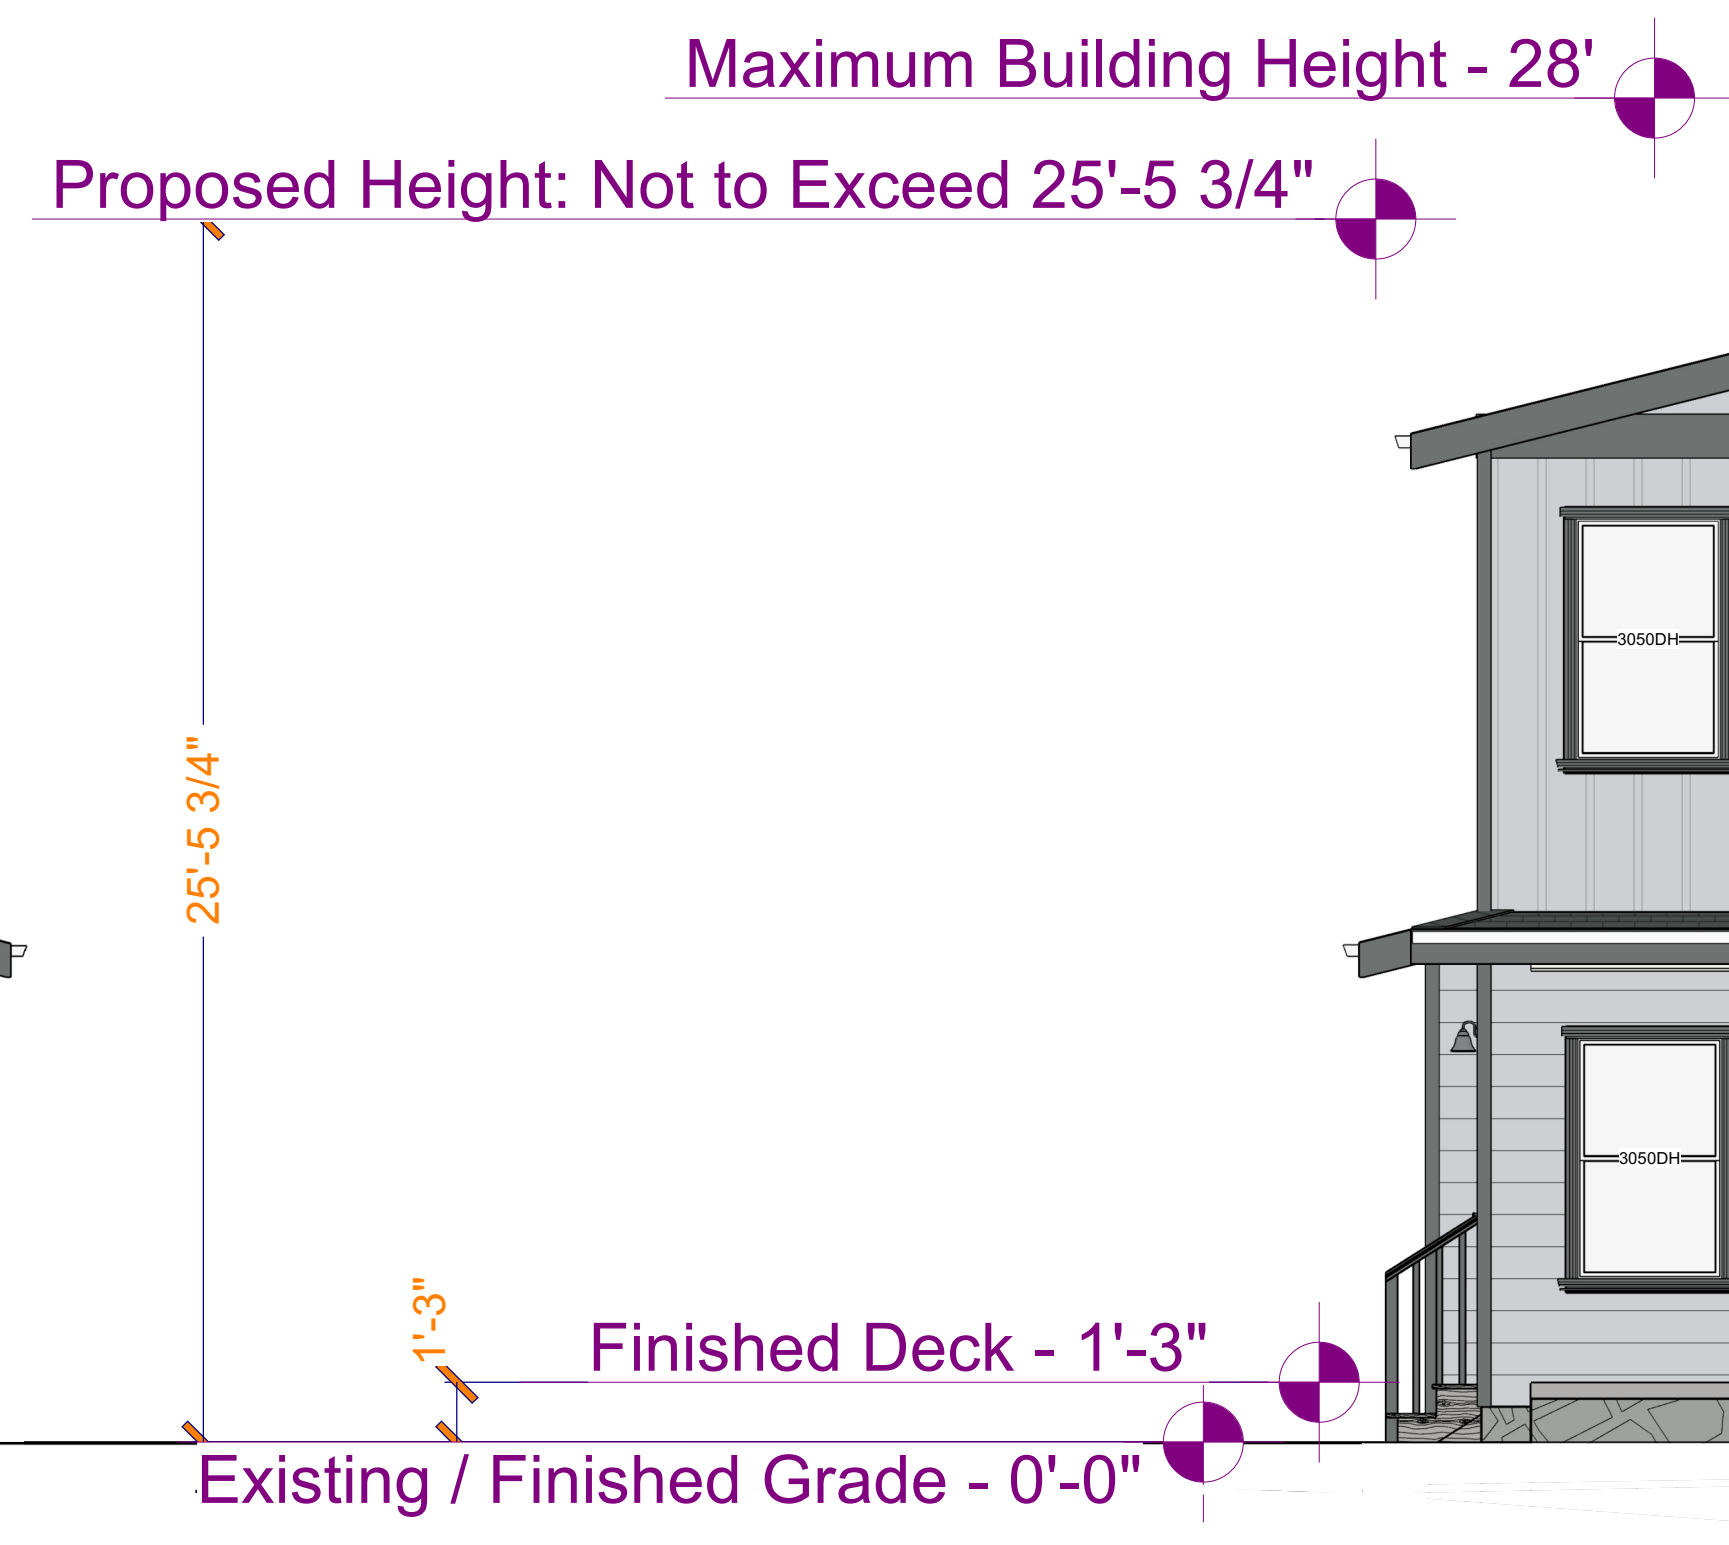 Maximum Building Height - 28'
Proposed Height: Not to Exceed 25'-5 3/4"
3050DH
25'-5 3/4"
3050DH
1'-3"
Finished Deck - 1'-3"
Existing / Finished Grade - 0'-0"